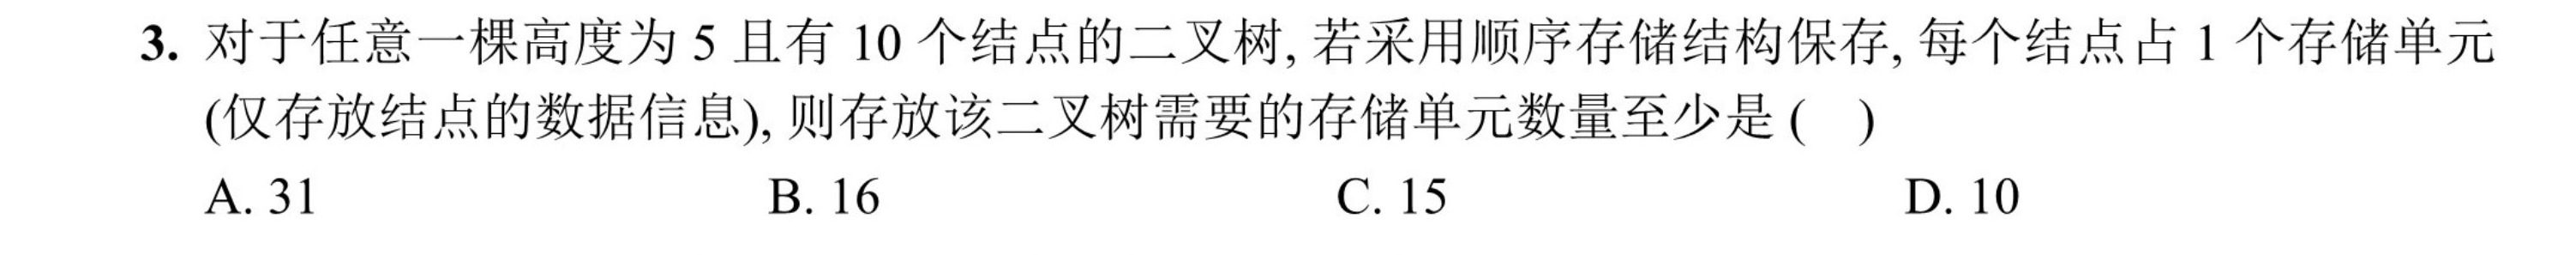 3. 对于任意一棵高度为 5 且有 10 个结点的二叉树, 若采用顺序存储结构保存, 每个结点占 1 个存储单元
(仅存放结点的数据信息), 则存放该二叉树需要的存储单元数量至少是 ( )
A. 31 B. 16 C. 15 D. 10